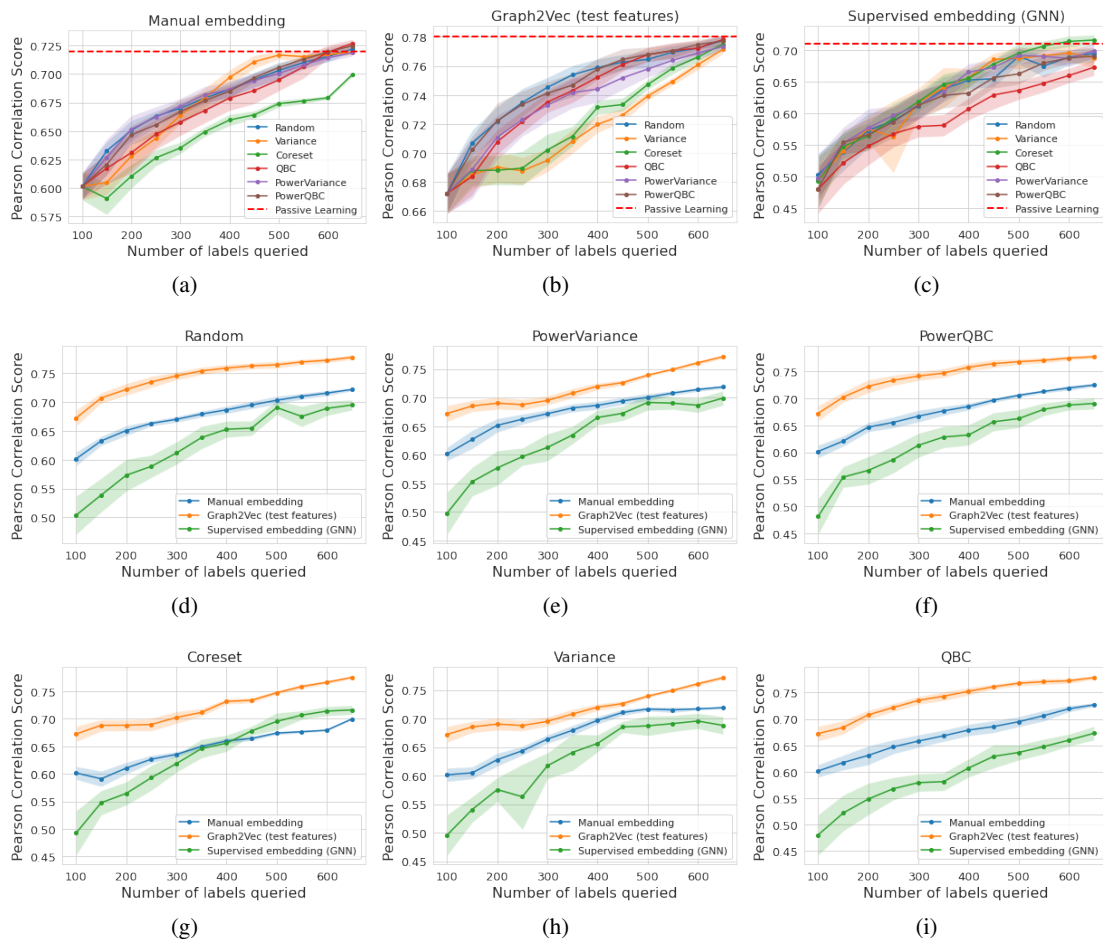 Manual embedding
Pearson Correlation Score
0.725
0.700
0.675
0.650
0.625
0.600
0.575
Random
Variance
Coreset
QBC
PowerVariance
PowerQBC
Passive Learning
100 200 300 400 500 600
Number of labels queried
(a)
Graph2Vec (test features)
Pearson Correlation Score
0.78
0.76
0.74
0.72
0.70
0.68
0.66
Random
Variance
Coreset
QBC
PowerVariance
PowerQBC
Passive Learning
100 200 300 400 500 600
Number of labels queried
(b)
Supervised embedding (GNN)
Pearson Correlation Score
0.70
0.65
0.60
0.55
0.50
0.45
Random
Variance
Coreset
QBC
PowerVariance
PowerQBC
Passive Learning
100 200 300 400 500 600
Number of labels queried
(c)
Random
Pearson Correlation Score
0.75
0.70
0.65
0.60
0.55
0.50
Manual embedding
Graph2Vec (test features)
Supervised embedding (GNN)
100 200 300 400 500 600
Number of labels queried
(d)
PowerVariance
Pearson Correlation Score
0.75
0.70
0.65
0.60
0.55
0.50
0.45
Manual embedding
Graph2Vec (test features)
Supervised embedding (GNN)
100 200 300 400 500 600
Number of labels queried
(e)
PowerQBC
Pearson Correlation Score
0.75
0.70
0.65
0.60
0.55
0.50
0.45
Manual embedding
Graph2Vec (test features)
Supervised embedding (GNN)
100 200 300 400 500 600
Number of labels queried
(f)
Coreset
Pearson Correlation Score
0.75
0.70
0.65
0.60
0.55
0.50
0.45
Manual embedding
Graph2Vec (test features)
Supervised embedding (GNN)
100 200 300 400 500 600
Number of labels queried
(g)
Variance
Pearson Correlation Score
0.75
0.70
0.65
0.60
0.55
0.50
0.45
Manual embedding
Graph2Vec (test features)
Supervised embedding (GNN)
100 200 300 400 500 600
Number of labels queried
(h)
QBC
Pearson Correlation Score
0.75
0.70
0.65
0.60
0.55
0.50
0.45
Manual embedding
Graph2Vec (test features)
Supervised embedding (GNN)
100 200 300 400 500 600
Number of labels queried
(i)